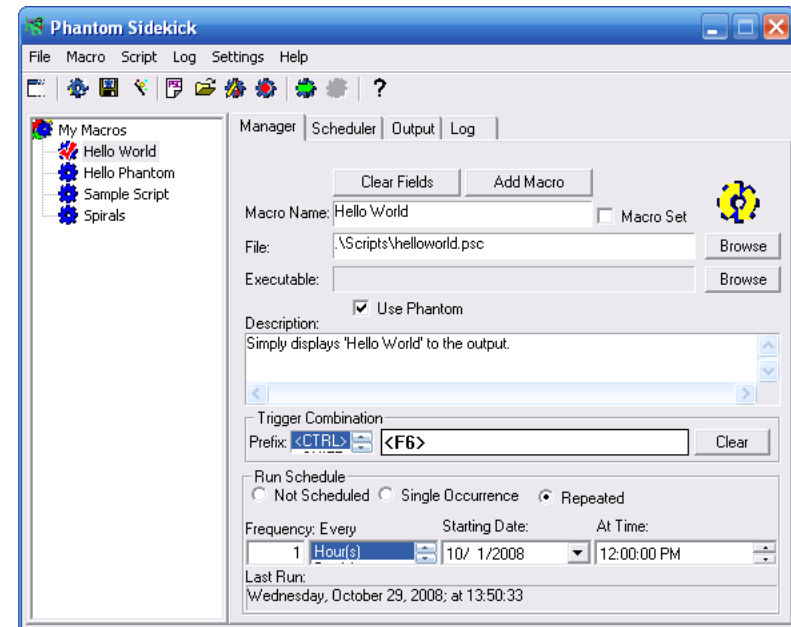 Phantom Sidekick
File Macro Script Log Settings Help
?
My Macros
Hello World
Hello Phantom
Sample Script
Spirals
Manager Scheduler Output Log
Clear Fields Add Macro
Macro Name: Hello World Macro Set
File: .\Scripts\helloworld.psc Browse
Executable: Browse
Use Phantom
Description:
Simply displays 'Hello World' to the output.
Trigger Combination
Prefix: <CTRL> <F6> Clear
Run Schedule
Not Scheduled Single Occurrence Repeated
Frequency: Every Starting Date: At Time:
1 Hour(s) 10/ 1/2008 12:00:00 PM
Last Run:
Wednesday, October 29, 2008; at 13:50:33